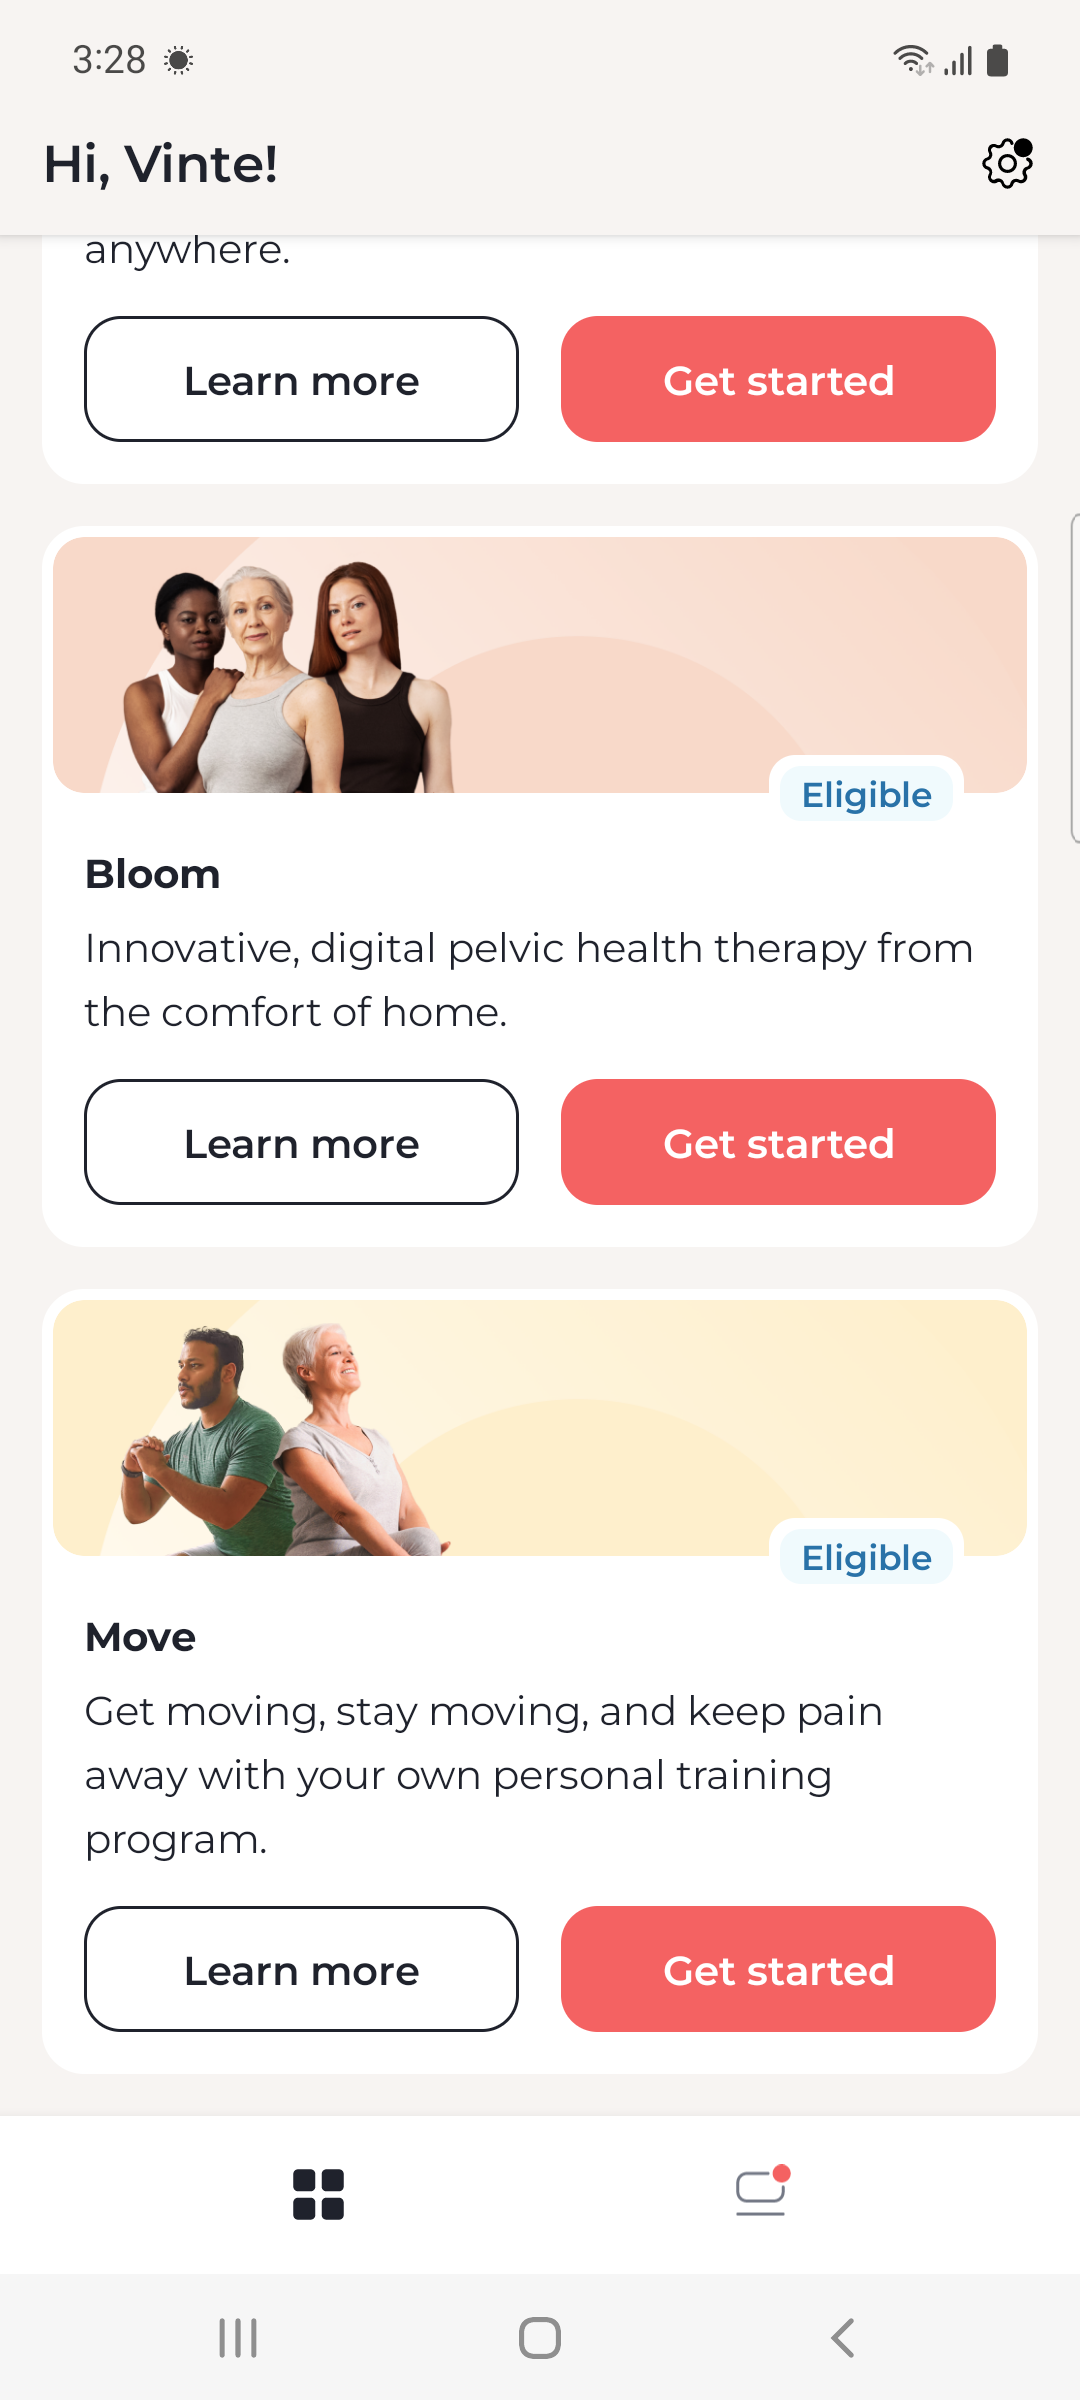 3:28
Hi, Vinte!
anywhere.
Learn more
Get started
Eligible
Bloom
Innovative, digital pelvic health therapy from
the comfort of home.
Learn more
Get started
Eligible
Move
Get moving, stay moving, and keep pain
away with your own personal training
program.
Learn more
Get started